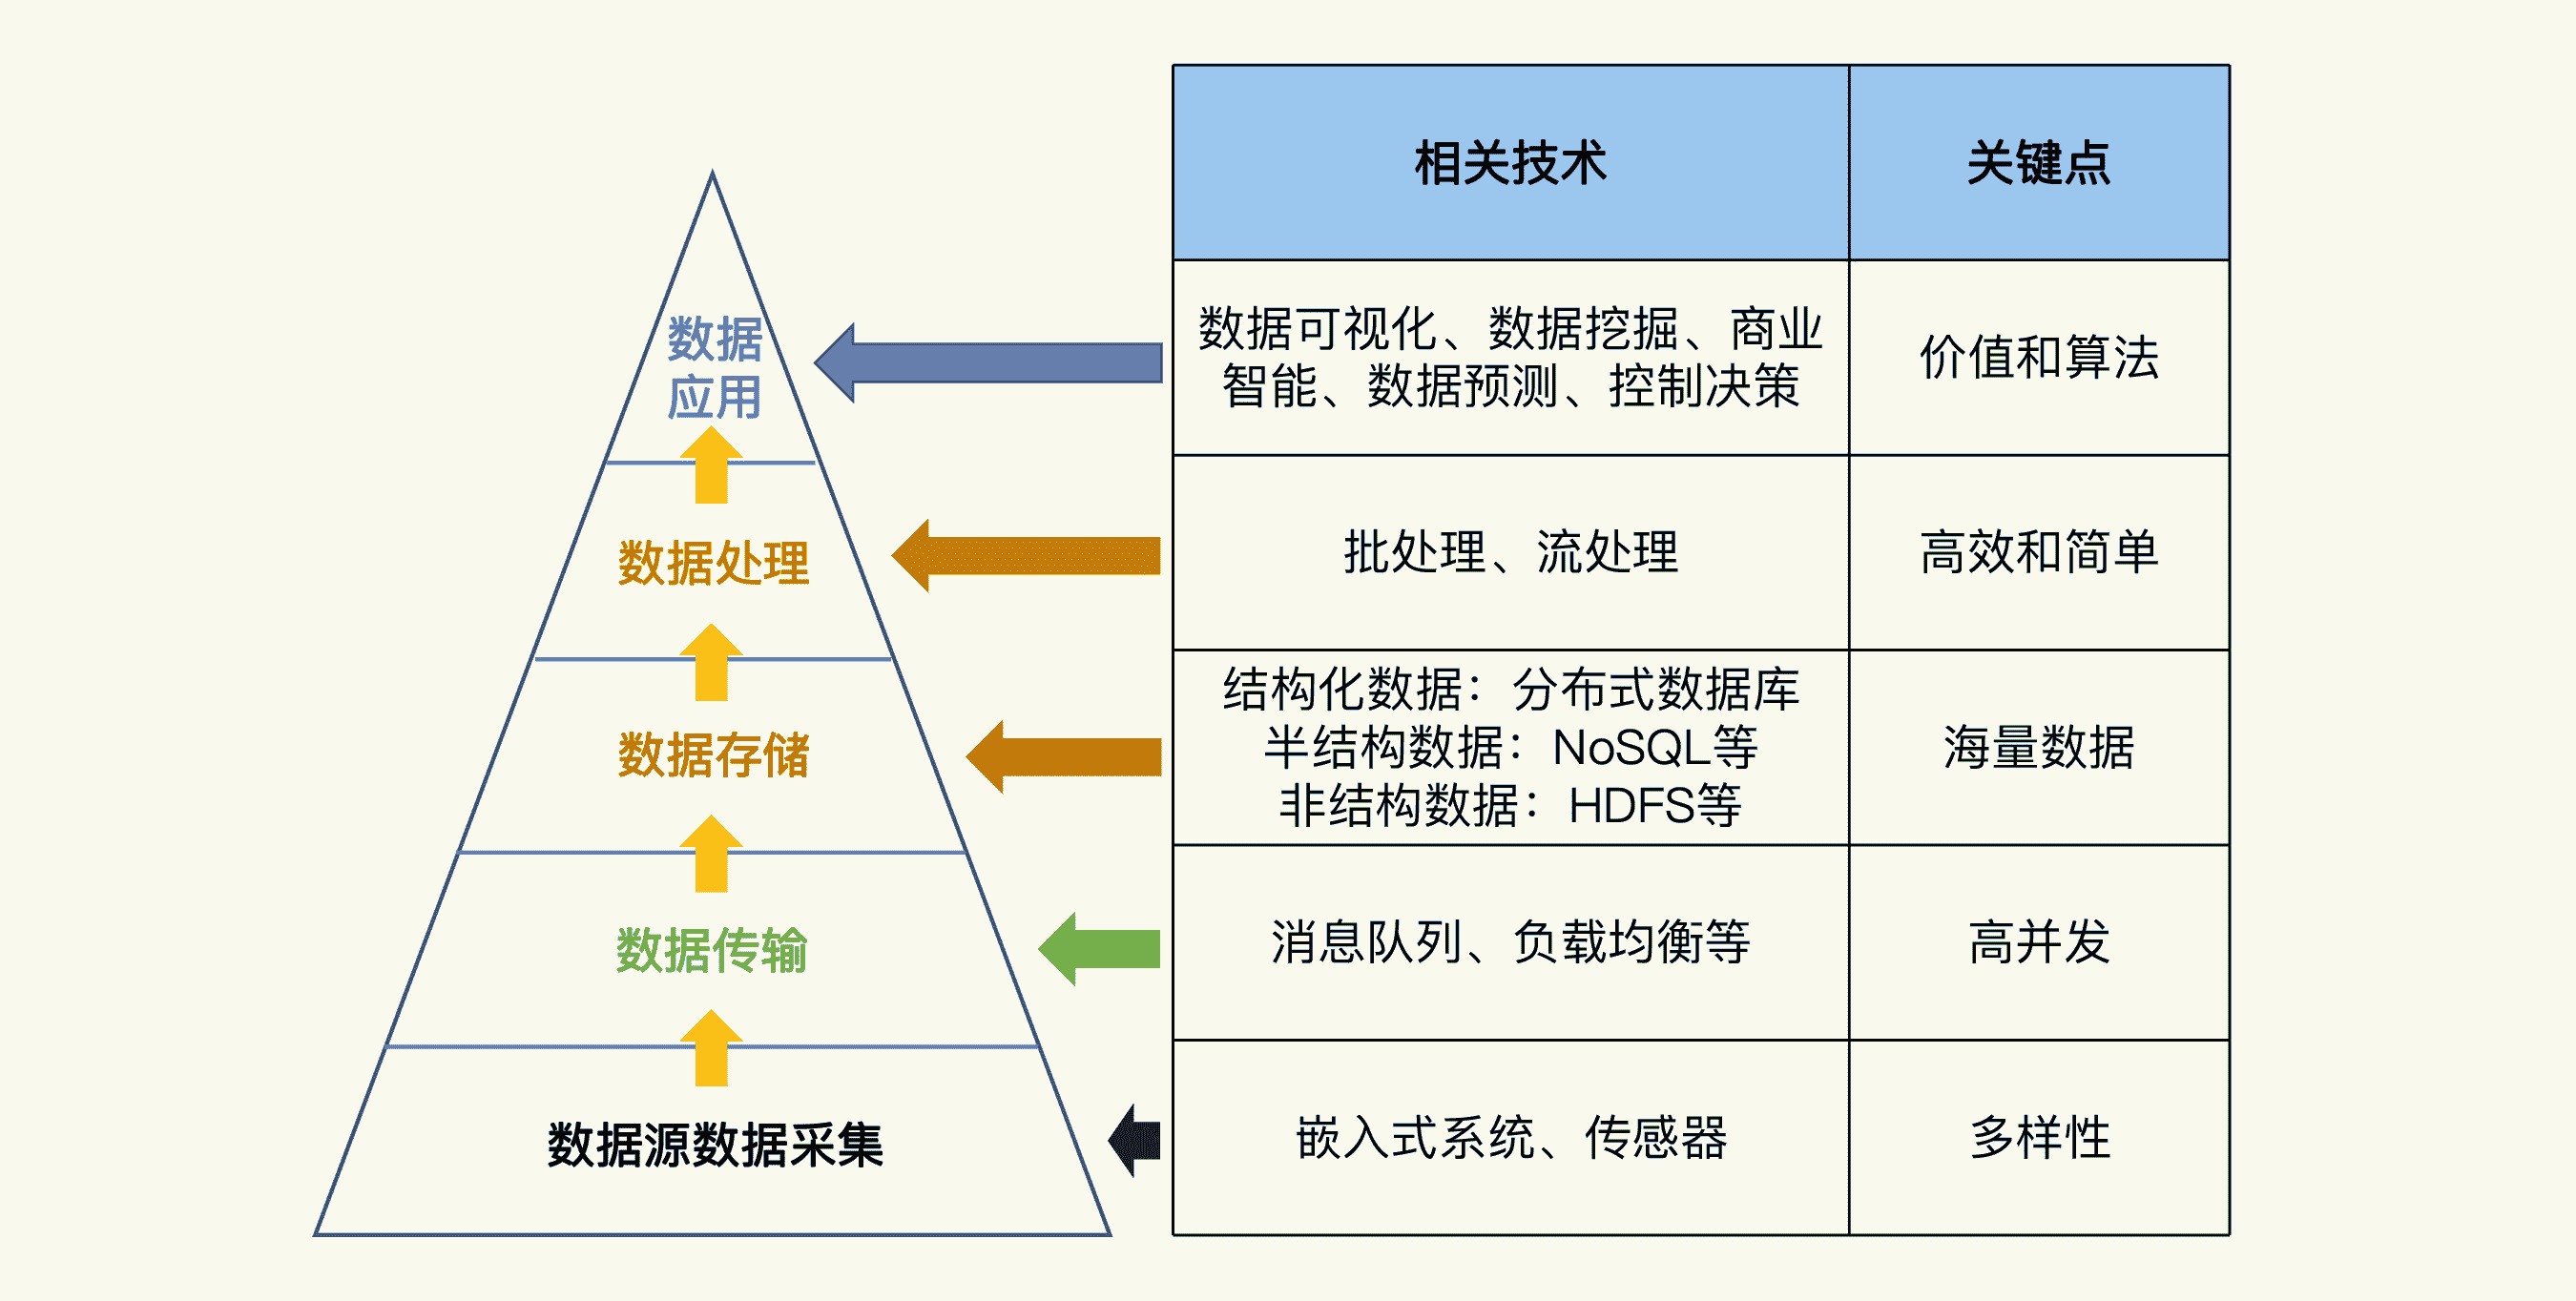 相关技术
关键点
数据
应用
数据可视化、数据挖掘、商业
智能、数据预测、控制决策
价值和算法
数据处理
批处理、流处理
高效和简单
数据存储
结构化数据：分布式数据库
半结构数据：NoSQL等
非结构数据：HDFS等
海量数据
数据传输
消息队列、负载均衡等
高并发
数据源数据采集
嵌入式系统、传感器
多样性